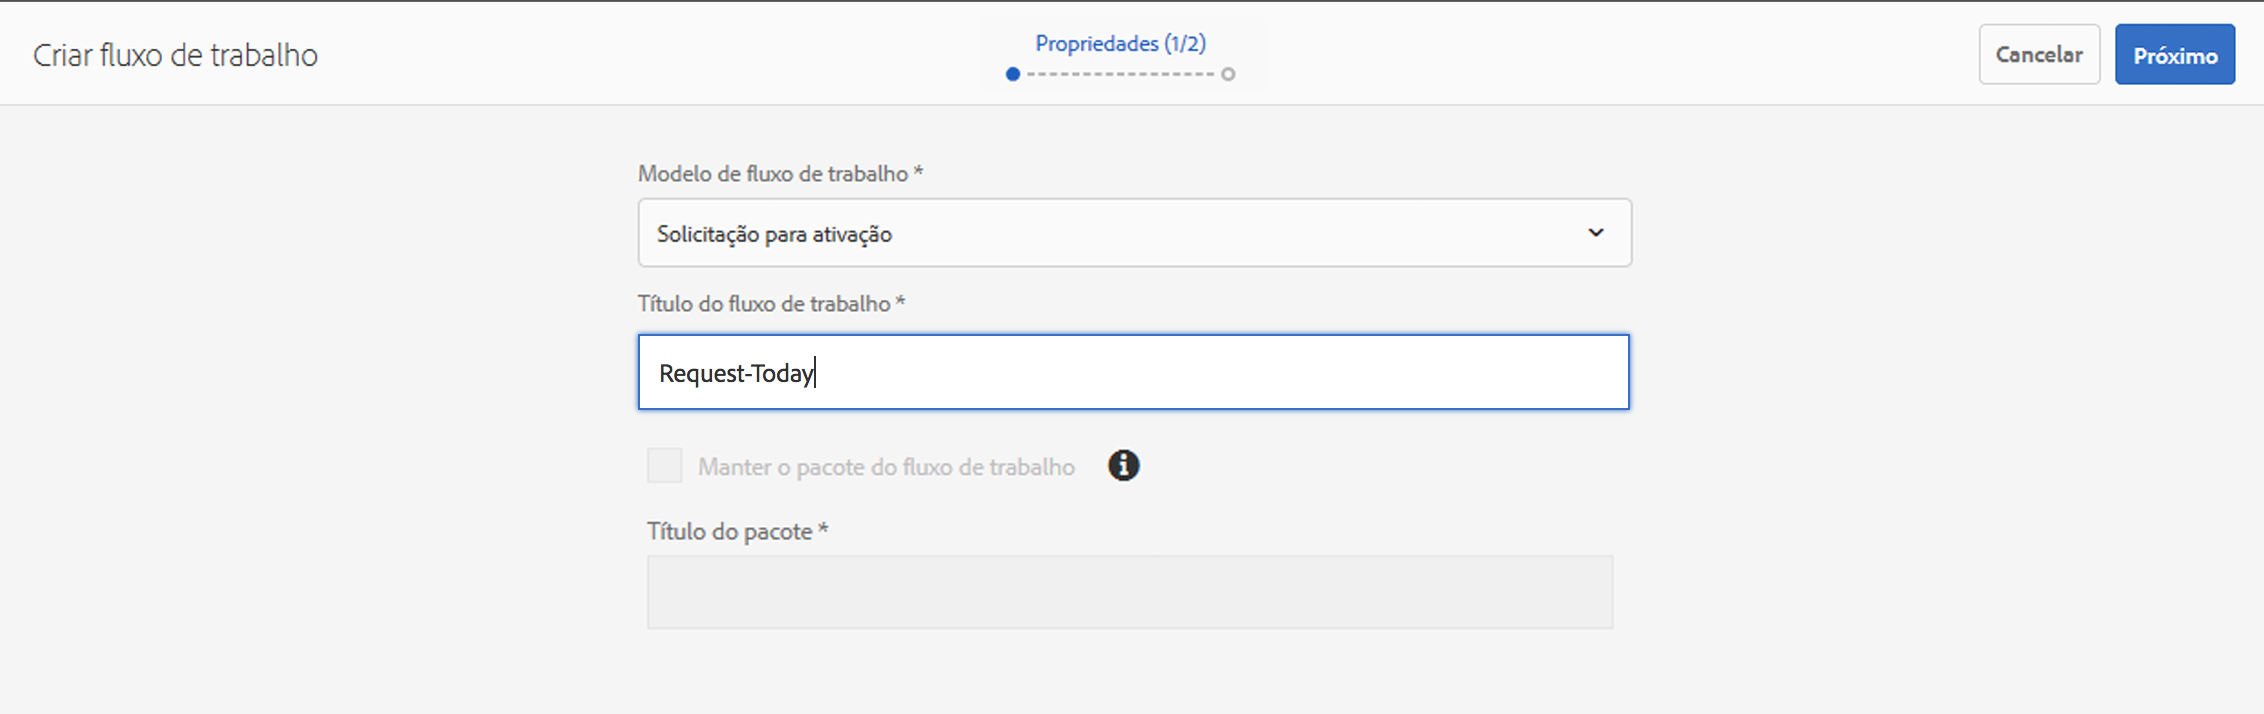 Criar fluxo de trabalho
Propriedades (1/2)
Cancelar
Próximo
Modelo de fluxo de trabalho *
Solicitação para ativação
Título do fluxo de trabalho *
Request-Today
Manter o pacote do fluxo de trabalho
Título do pacote *